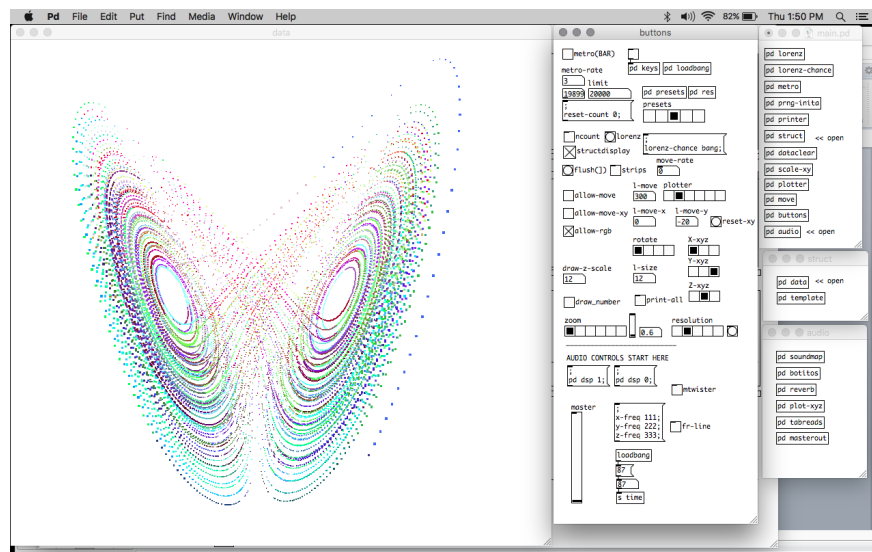 Pd File Edit Put Find Media Window Help 82% Thu 1:50 PM
data
buttons
metro(BAR)
metro-rate
pd keys pd loadbang
3 limit
19899 20000
pd presets pd res
;
reset-count 0;
presets
ncount lorenz
;
lorenz-chance bang;
structdisplay
flush(]) strips
move-rate
0
allow-move
l-move plotter
300
allow-move-xy
l-move-x l-move-y
0 -20 reset-xy
allow-rgb
rotate X-xyz
Y-xyz
draw-z-scale l-size
12 12
Z-xyz
draw_number print-all
zoom 0.6 resolution
--------------------------------
AUDIO CONTROLS START HERE
; ;
pd dsp 1; pd dsp 0;
mtwister
master
;
x-freq 111;
y-freq 222;
z-freq 333;
fr-line
loadbang
87
87
s time
main.pd
pd lorenz
pd lorenz-chance
pd metro
pd prng-inita
pd printer
pd struct << open
pd dataclear
pd scale-xy
pd plotter
pd move
pd buttons
pd audio << open
struct
pd data << open
pd template
audio
pd soundmap
pd botitos
pd reverb
pd plot-xyz
pd tabreads
pd masterout